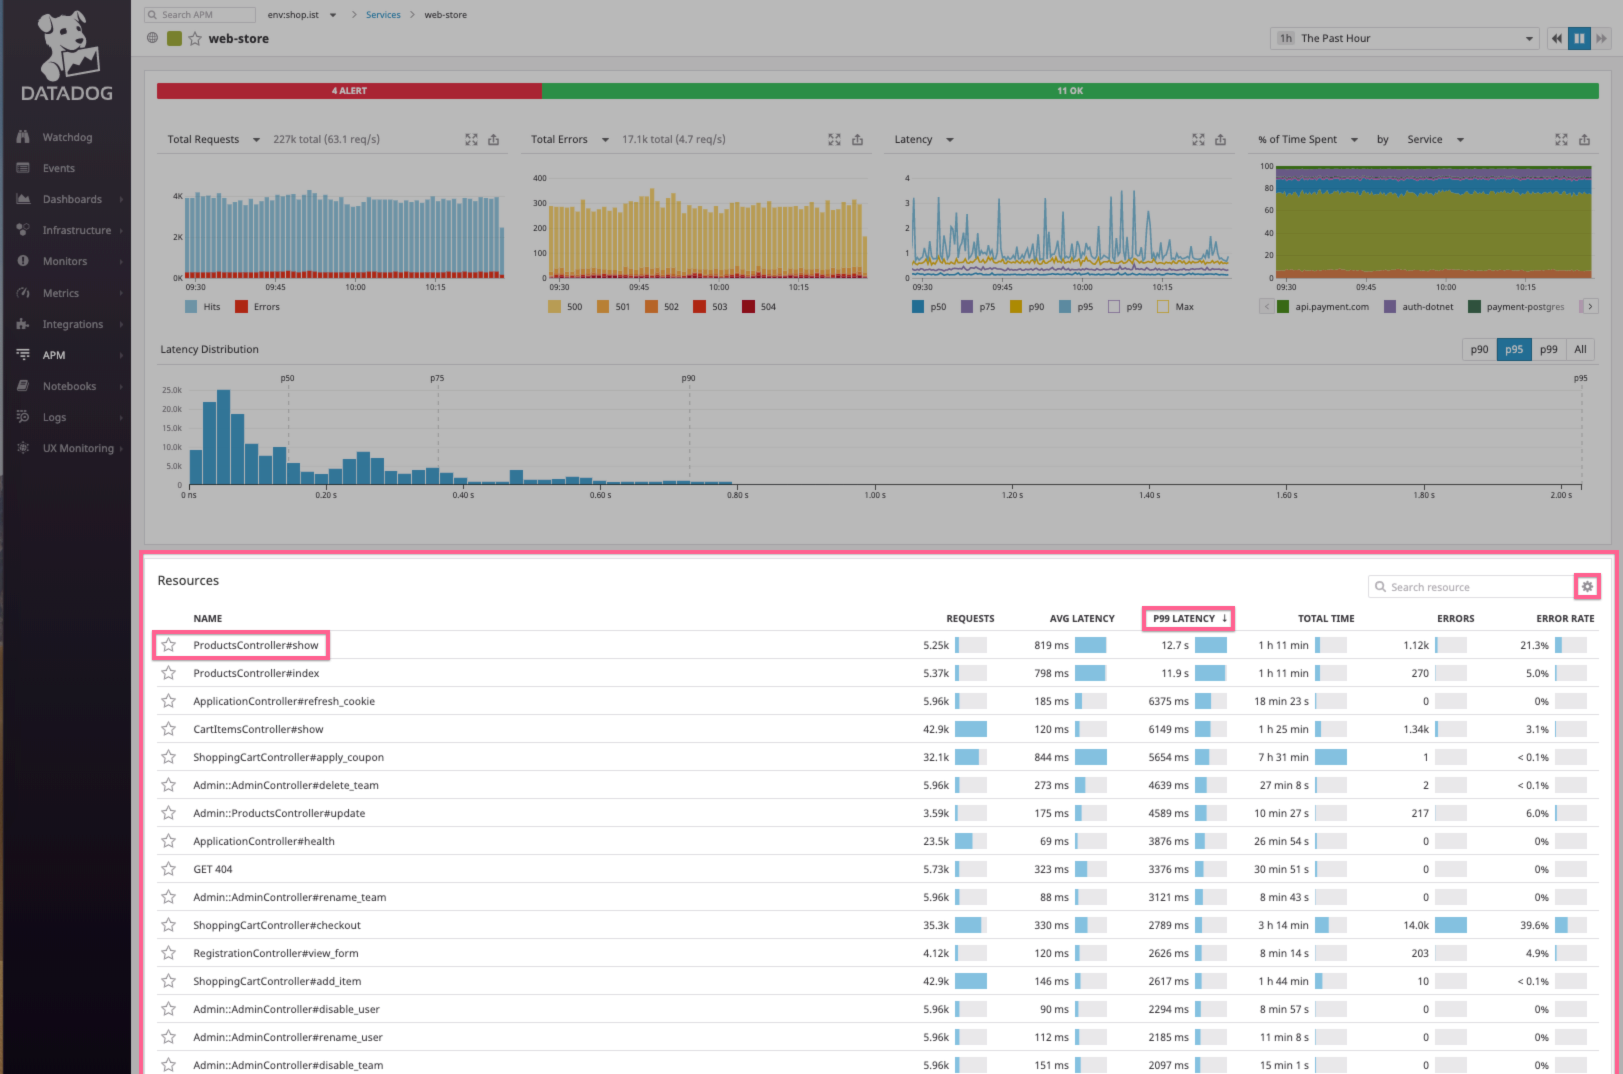 Search APM env:shop.ist > Services > web-store
web-store
1h The Past Hour
DATADOG
Watchdog
Events
Dashboards
Infrastructure
Monitors
Metrics
Integrations
APM
Notebooks
Logs
UX Monitoring
4 ALERT 11 OK
Total Requests 227k total (63.1 req/s)
4K
2K
0K
09:30 09:45 10:00 10:15
Hits Errors
Total Errors 17.1k total (4.7 req/s)
400
300
200
100
0
09:30 09:45 10:00 10:15
500 501 502 503 504
Latency
4
3
2
1
0
09:30 09:45 10:00 10:15
p50 p75 p90 p95 p99 Max
% of Time Spent by Service
100
80
60
40
20
0
09:30 09:45 10:00 10:15
< api.payment.com auth-dotnet payment-postgres >
Latency Distribution
p90 p95 p99 All
p50 p75 p90 p95
25.0k
20.0k
15.0k
10.0k
5.0k
0
0 ns 0.20 s 0.40 s 0.60 s 0.80 s 1.00 s 1.20 s 1.40 s 1.60 s 1.80 s 2.00 s
Resources
Search resource
NAME REQUESTS AVG LATENCY P99 LATENCY ↓ TOTAL TIME ERRORS ERROR RATE
ProductsController#show 5.25k 819 ms 12.7 s 1 h 11 min 1.12k 21.3%
ProductsController#index 5.37k 798 ms 11.9 s 1 h 11 min 270 5.0%
ApplicationController#refresh_cookie 5.96k 185 ms 6375 ms 18 min 23 s 0 0%
CartItemsController#show 42.9k 120 ms 6149 ms 1 h 25 min 1.34k 3.1%
ShoppingCartController#apply_coupon 32.1k 844 ms 5654 ms 7 h 31 min 1 < 0.1%
Admin::AdminController#delete_team 5.96k 273 ms 4639 ms 27 min 8 s 2 < 0.1%
Admin::ProductsController#update 3.59k 175 ms 4589 ms 10 min 27 s 217 6.0%
ApplicationController#health 23.5k 69 ms 3876 ms 26 min 54 s 0 0%
GET 404 5.73k 323 ms 3376 ms 30 min 51 s 0 0%
Admin::AdminController#rename_team 5.96k 88 ms 3121 ms 8 min 43 s 0 0%
ShoppingCartController#checkout 35.3k 330 ms 2789 ms 3 h 14 min 14.0k 39.6%
RegistrationController#view_form 4.12k 120 ms 2626 ms 8 min 14 s 203 4.9%
ShoppingCartController#add_item 42.9k 146 ms 2617 ms 1 h 44 min 10 < 0.1%
Admin::AdminController#disable_user 5.96k 90 ms 2294 ms 8 min 57 s 0 0%
Admin::AdminController#rename_user 5.96k 112 ms 2185 ms 11 min 8 s 0 0%
Admin::AdminController#disable_team 5.96k 151 ms 2097 ms 15 min 1 s 0 0%